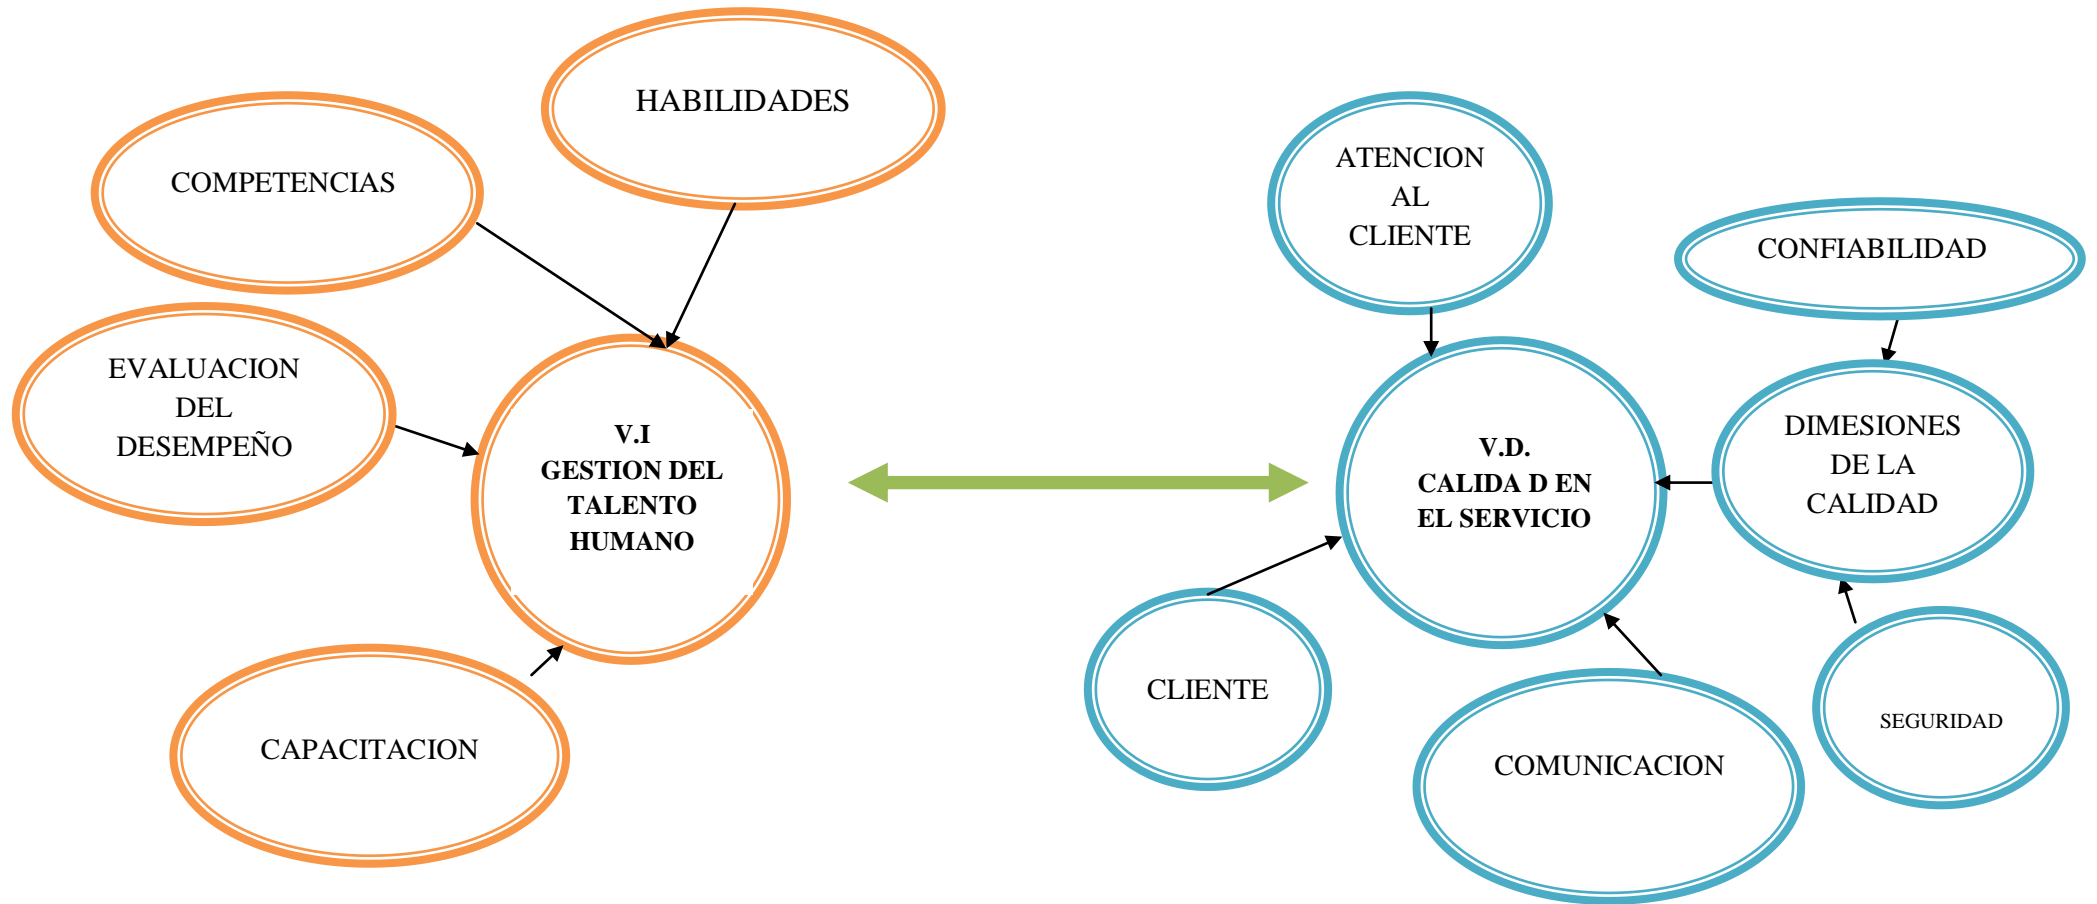 HABILIDADES
COMPETENCIAS
EVALUACION
DEL
DESEMPEÑO
V.I
GESTION DEL
TALENTO
HUMANO
CAPACITACION
ATENCION
AL
CLIENTE
CONFIABILIDAD
DIMESIONES
DE LA
CALIDAD
V.D.
CALIDA D EN
EL SERVICIO
CLIENTE
COMUNICACION
SEGURIDAD